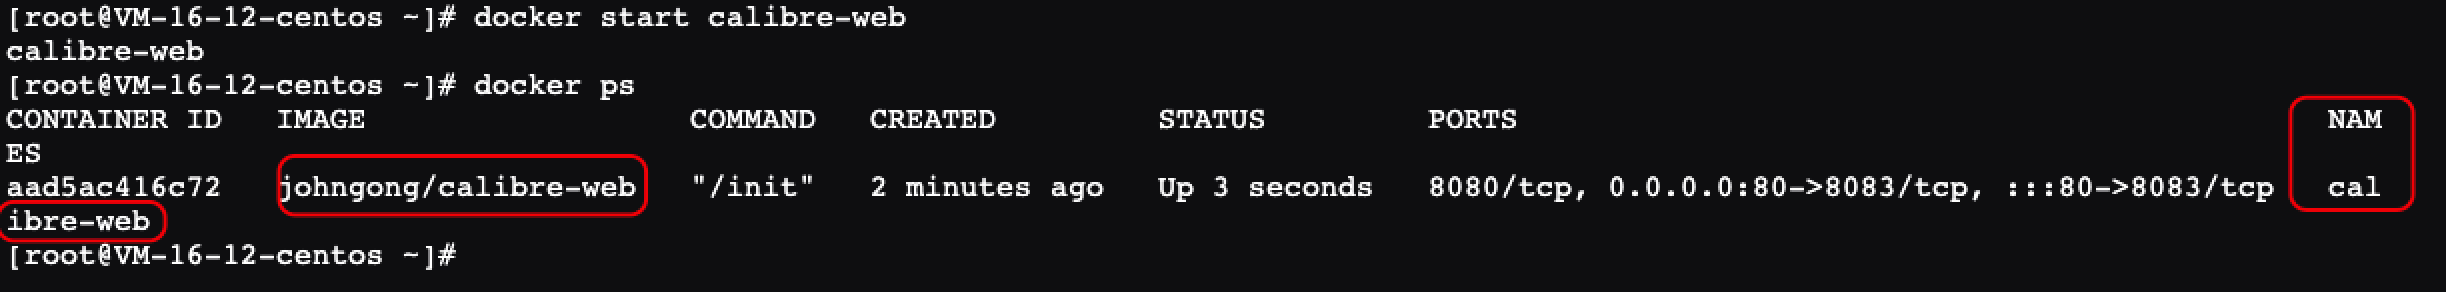 [root@VM-16-12-centos ~]# docker start calibre-web
calibre-web
[root@VM-16-12-centos ~]# docker ps
CONTAINER ID   IMAGE                  COMMAND   CREATED         STATUS         PORTS                                             NAM
ES
aad5ac416c72   johngong/calibre-web   "/init"   2 minutes ago   Up 3 seconds   8080/tcp, 0.0.0.0:80->8083/tcp, :::80->8083/tcp   cal
ibre-web
[root@VM-16-12-centos ~]#